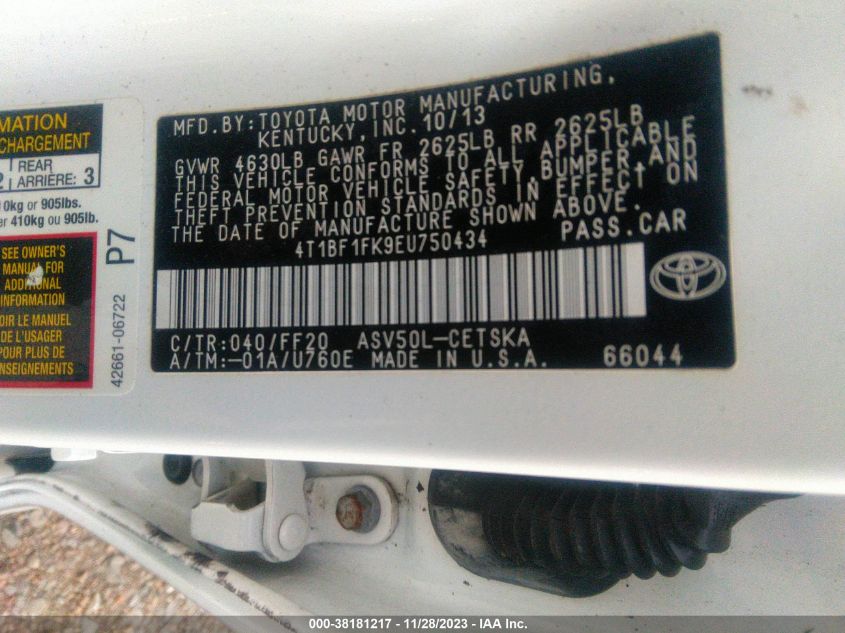 MATION
CHARGEMENT
2 REAR
ARRIÈRE: 3
0kg or 905lbs.
er 410kg ou 905lb.
SEE OWNER'S
MANUAL FOR
ADDITIONAL
INFORMATION
OIR LE MANUEL
DE L'USAGER
POUR PLUS DE
ENSEIGNEMENTS
P7
42661-06722
MFD.BY: TOYOTA MOTOR MANUFACTURING,
KENTUCKY, INC. 10/13
GVWR 4630LB GAWR FR 2625LB RR 2625LB
THIS VEHICLE CONFORMS TO ALL APPLICABLE
FEDERAL MOTOR VEHICLE SAFETY, BUMPER, AND
THEFT PREVENTION STANDARDS IN EFFECT ON
THE DATE OF MANUFACTURE SHOWN ABOVE.
4T1BF1FK9EU750434 PASS.CAR
C/TR: 040/FF20 ASV50L-CETSKA
A/TM:-01A/U760E MADE IN U.S.A. 66044
000-38181217 - 11/28/2023 - IAA Inc.